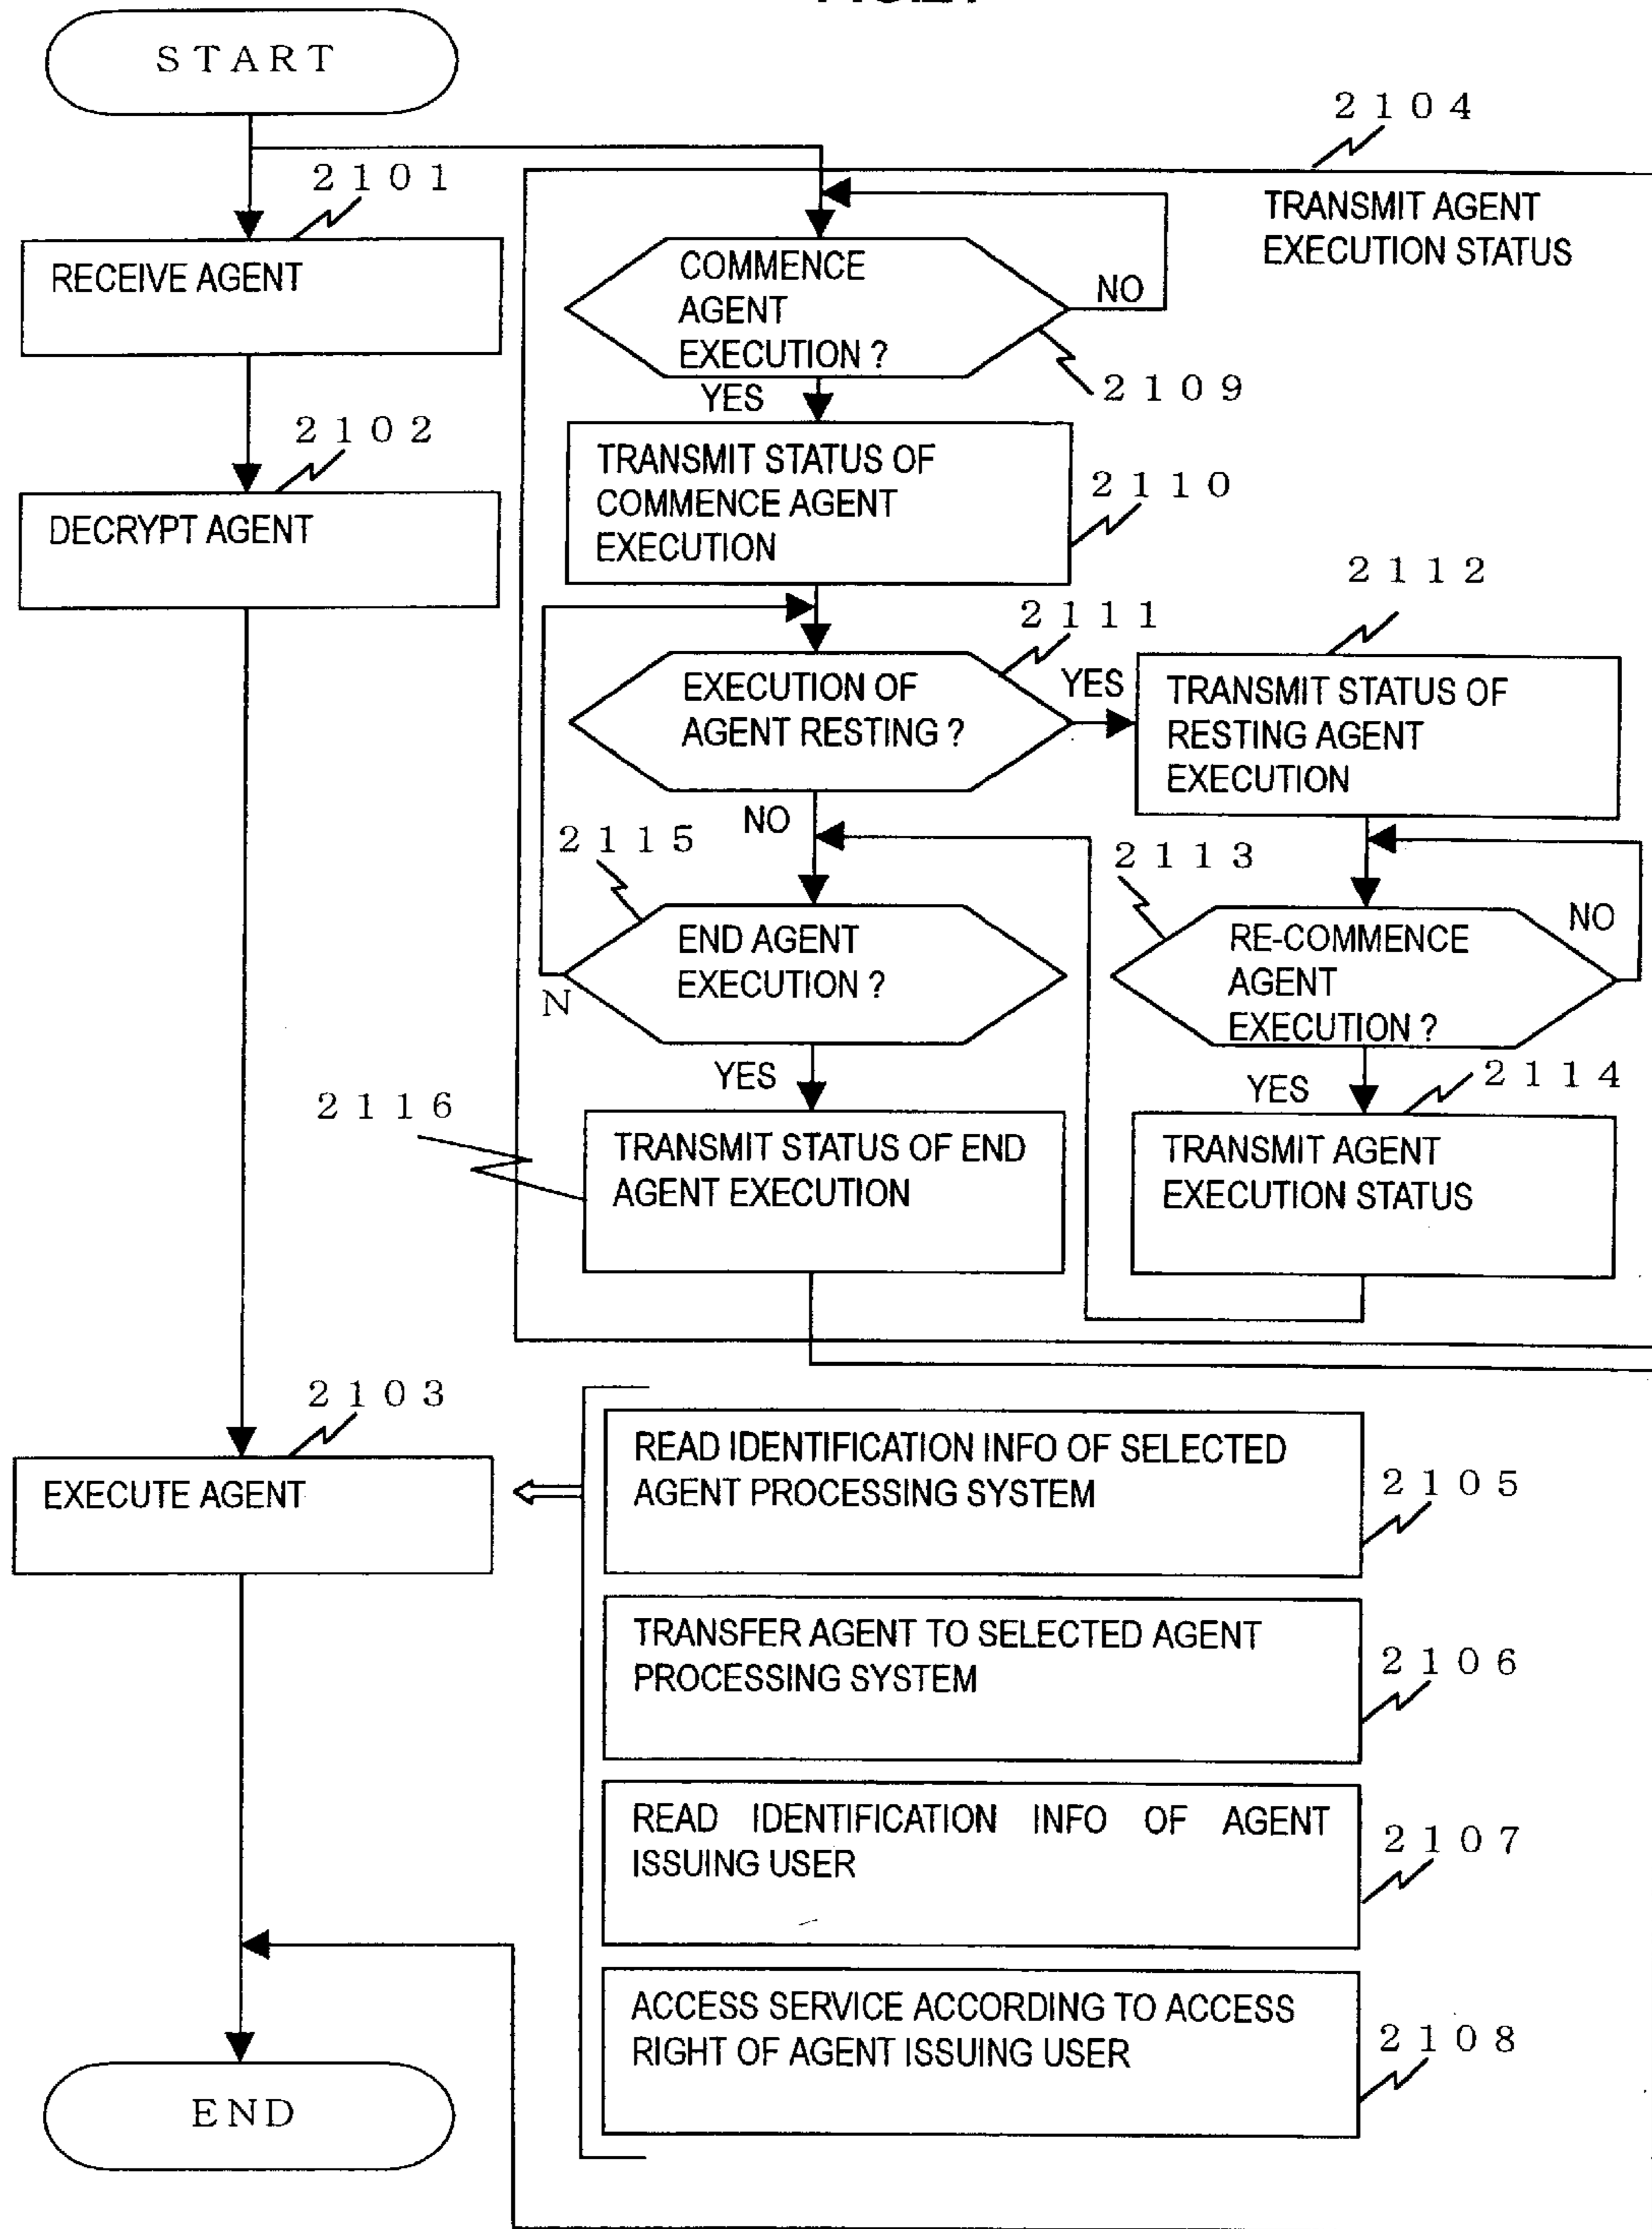 START
2104
2101
TRANSMIT AGENT
EXECUTION STATUS
RECEIVE AGENT
COMMENCE
AGENT
EXECUTION ?
NO
2109
YES
2102
TRANSMIT STATUS OF
COMMENCE AGENT
EXECUTION
2110
DECRYPT AGENT
2112
2111
EXECUTION OF
AGENT RESTING ?
YES
TRANSMIT STATUS OF
RESTING AGENT
EXECUTION
NO
2115
2113
END AGENT
EXECUTION ?
N
RE-COMMENCE
AGENT
EXECUTION ?
NO
YES
YES
2114
2116
TRANSMIT STATUS OF END
AGENT EXECUTION
TRANSMIT AGENT
EXECUTION STATUS
2103
EXECUTE AGENT
READ IDENTIFICATION INFO OF SELECTED
AGENT PROCESSING SYSTEM
2105
TRANSFER AGENT TO SELECTED AGENT
PROCESSING SYSTEM
2106
READ IDENTIFICATION INFO OF AGENT
ISSUING USER
2107
ACCESS SERVICE ACCORDING TO ACCESS
RIGHT OF AGENT ISSUING USER
2108
END